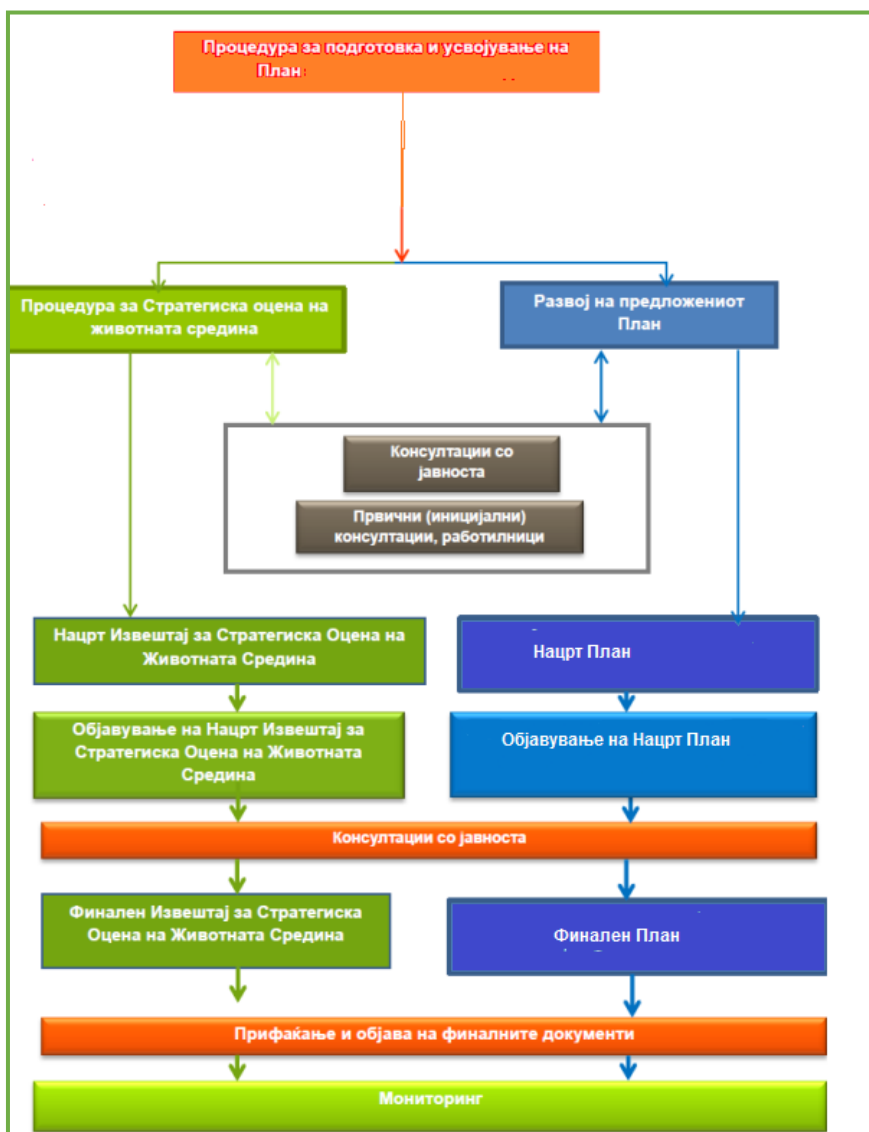 Процедура за подготовка и усвојување на
План:
Процедура за Стратегиска оцена на
животната средина
Развој на предложениот
План
Консултации со
јавноста
Првични (иницијални)
консултации, работилници
Нацрт Извештај за Стратегиска Оцена на
Животната Средина
Нацрт План
Објавување на Нацрт Извештај за
Стратегиска Оцена на Животната
Средина
Објавување на Нацрт План
Консултации со јавноста
Финален Извештај за Стратегиска
Оцена на Животната Средина
Финален План
Прифаќање и објава на финалните документи
Мониторинг